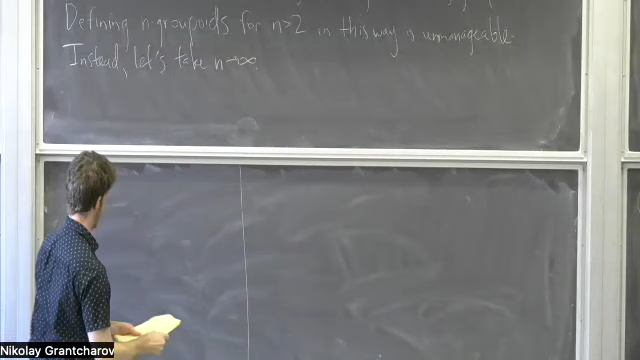 Defining n-groupoids for n>2 in this way is unmanageable.
Instead, let's take n→∞.
Nikolay Grantcharov